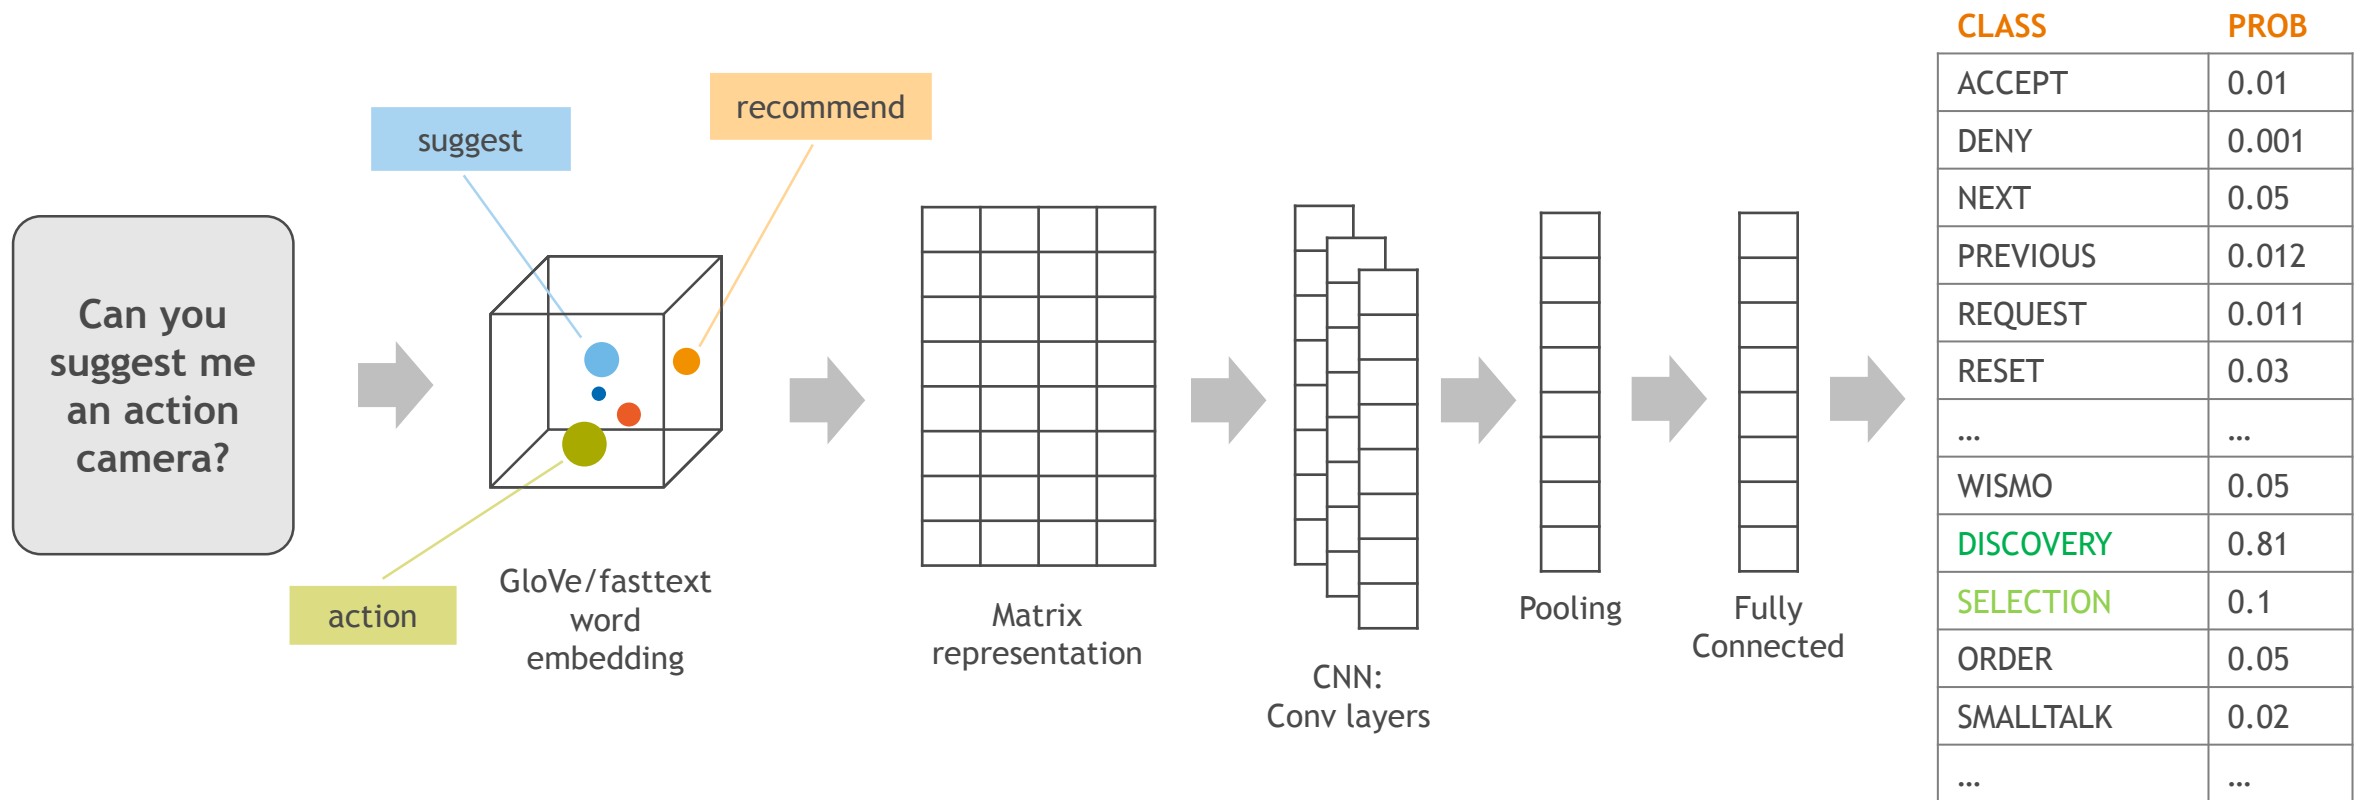 Can you
suggest me
an action
camera?
suggest
recommend
action
GloVe/fasttext
word
embedding
Matrix
representation
CNN:
Conv layers
Pooling
Fully
Connected
CLASS PROB
ACCEPT 0.01
DENY 0.001
NEXT 0.05
PREVIOUS 0.012
REQUEST 0.011
RESET 0.03
... ...
WISMO 0.05
DISCOVERY 0.81
SELECTION 0.1
ORDER 0.05
SMALLTALK 0.02
... ...